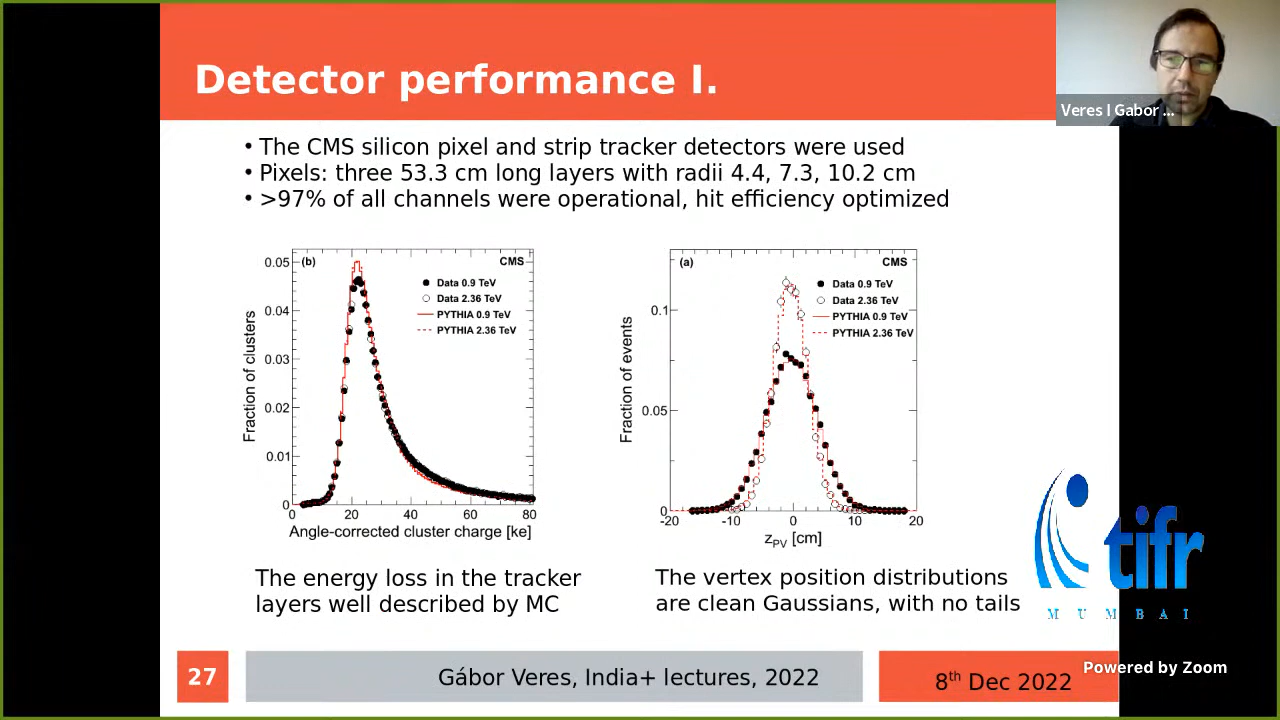 Detector performance I.
Veres I Gabor ...
• The CMS silicon pixel and strip tracker detectors were used
• Pixels: three 53.3 cm long layers with radii 4.4, 7.3, 10.2 cm
• >97% of all channels were operational, hit efficiency optimized
(b)
CMS
Data 0.9 TeV
Data 2.36 TeV
PYTHIA 0.9 TeV
PYTHIA 2.36 TeV
Fraction of clusters
0.05
0.04
0.03
0.02
0.01
0
0 20 40 60 80
Angle-corrected cluster charge [ke]
(a)
CMS
Data 0.9 TeV
Data 2.36 TeV
PYTHIA 0.9 TeV
PYTHIA 2.36 TeV
Fraction of events
0.1
0.05
0
-20 -10 0 10 20
zPV [cm]
The energy loss in the tracker
layers well described by MC
The vertex position distributions
are clean Gaussians, with no tails
tifr
MUMBAI
27
Gábor Veres, India+ lectures, 2022
8th Dec 2022
Powered by Zoom